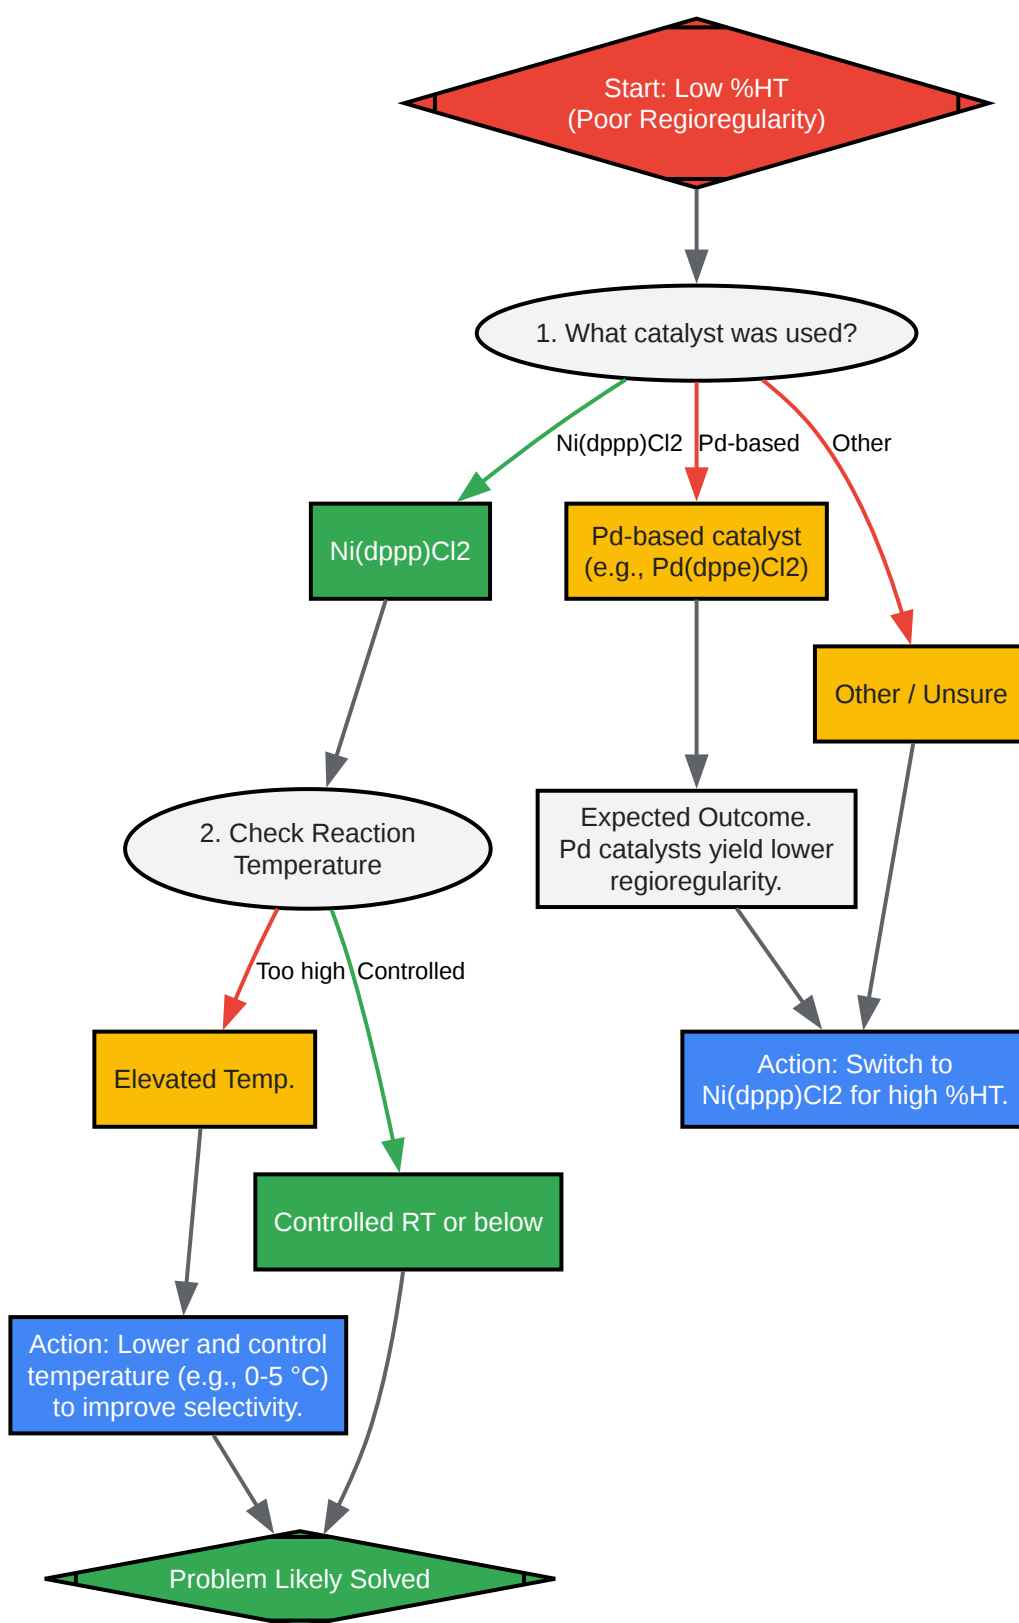 Start: Low %HT
(Poor Regioregularity)
1. What catalyst was used?
Ni(dppp)Cl2
Pd-based
Other
Ni(dppp)Cl2
Pd-based catalyst
(e.g., Pd(dppe)Cl2)
Other / Unsure
2. Check Reaction
Temperature
Expected Outcome.
Pd catalysts yield lower
regioregularity.
Too high
Controlled
Elevated Temp.
Action: Switch to
Ni(dppp)Cl2 for high %HT.
Controlled RT or below
Action: Lower and control
temperature (e.g., 0-5 °C)
to improve selectivity.
Problem Likely Solved